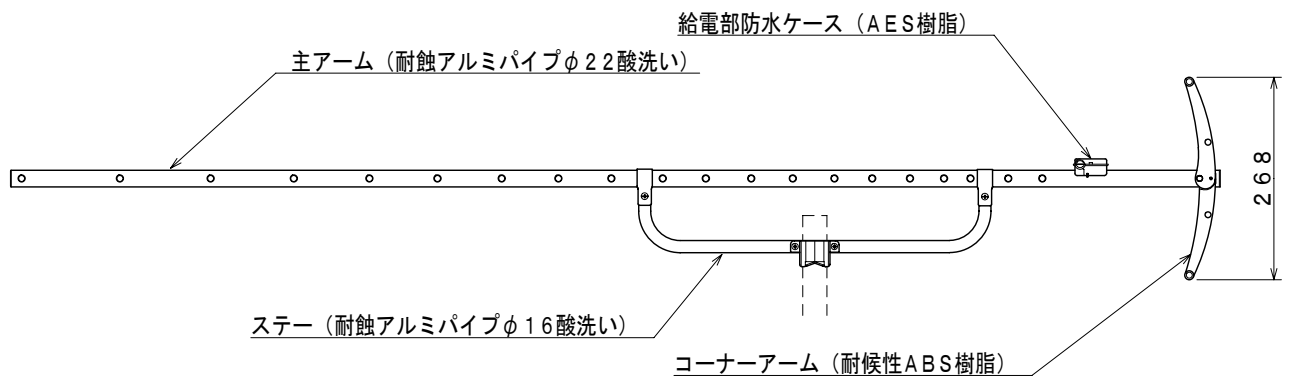 給電部防水ケース（ＡＥＳ樹脂）
主アーム（耐蝕アルミパイプφ２２酸洗い）
２６８
ステー（耐蝕アルミパイプφ１６酸洗い）
コーナーアーム（耐候性ＡＢＳ樹脂）